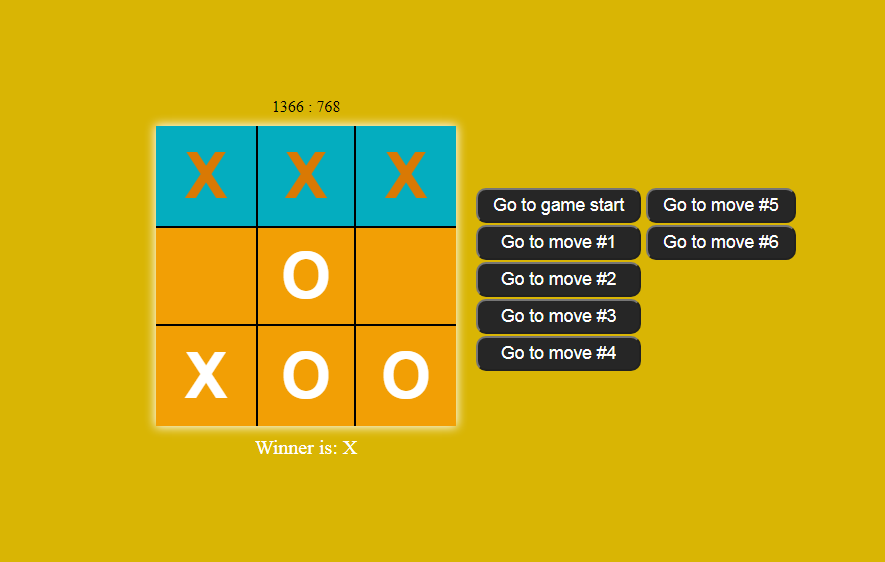 1366 : 768
X X X
O
X O O
Winner is: X
Go to game start
Go to move #1
Go to move #2
Go to move #3
Go to move #4
Go to move #5
Go to move #6